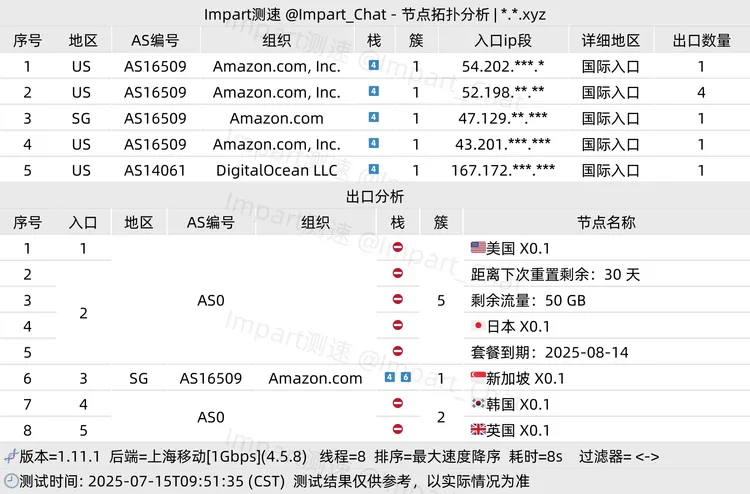 Impart测速 @Impart_Chat - 节点拓扑分析 | *.*.xyz
序号 地区 AS编号 组织 栈 簇 入口ip段 详细地区 出口数量
1 US AS16509 Amazon.com, Inc. 4 1 54.202.***.* 国际入口 1
2 US AS16509 Amazon.com, Inc. 4 1 52.198.**.** 国际入口 4
3 SG AS16509 Amazon.com 4 1 47.129.**.*** 国际入口 1
4 US AS16509 Amazon.com, Inc. 4 1 43.201.***.*** 国际入口 1
5 US AS14061 DigitalOcean LLC 4 1 167.172.***.*** 国际入口 1
出口分析
序号 入口 地区 AS编号 组织 栈 簇 节点名称
1 1 🇺🇸美国 X0.1
2 距离下次重置剩余：30 天
3 2 AS0 5 剩余流量：50 GB
4 🇯🇵日本 X0.1
5 套餐到期：2025-08-14
6 3 SG AS16509 Amazon.com 4 6 1 🇸🇬新加坡 X0.1
7 4 AS0 2 🇰🇷韩国 X0.1
8 5 🇬🇧英国 X0.1
版本=1.11.1 后端=上海移动[1Gbps](4.5.8) 线程=8 排序=最大速度降序 耗时=8s 过滤器= <->
测试时间: 2025-07-15T09:51:35 (CST) 测试结果仅供参考，以实际情况为准